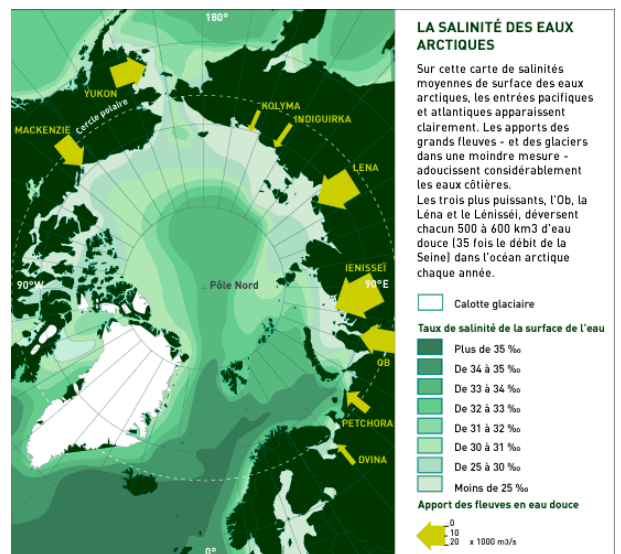 180°
YUKON
Cercle polaire
MACKENZIE
KOLYMA
INDIGUIRKA
LENA
IENISSEÏ
90°W
Pôle Nord
90°E
OB
PETCHORA
DVINA
0°
LA SALINITÉ DES EAUX
ARCTIQUES
Sur cette carte de salinités
moyennes de surface des eaux
arctiques, les entrées pacifiques
et atlantiques apparaissent
clairement. Les apports des
grands fleuves - et des glaciers
dans une moindre mesure -
adoucissent considérablement
les eaux côtières.
Les trois plus puissants, l'Ob, la
Léna et le Lénisséi, déversent
chacun 500 à 600 km3 d'eau
douce (35 fois le débit de la
Seine) dans l'océan arctique
chaque année.
Calotte glaciaire
Taux de salinité de la surface de l'eau
Plus de 35 ‰
De 34 à 35 ‰
De 33 à 34 ‰
De 32 à 33 ‰
De 31 à 32 ‰
De 30 à 31 ‰
De 25 à 30 ‰
Moins de 25 ‰
Apport des fleuves en eau douce
0
10
20 x 1000 m3/s